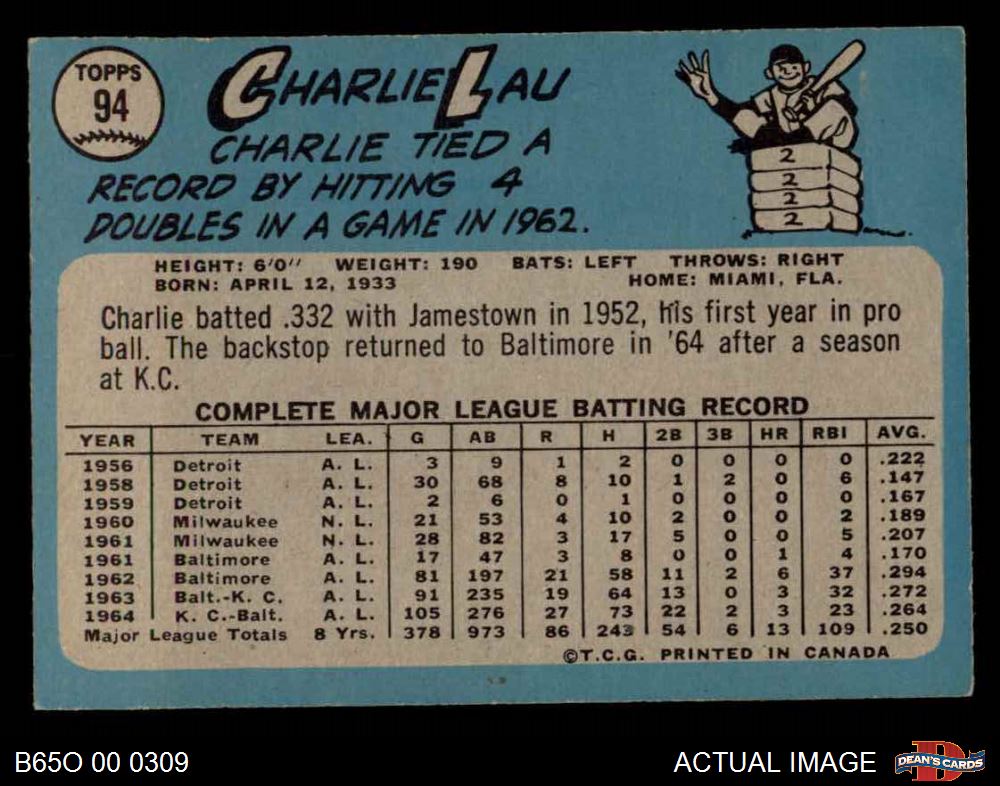 TOPPS
94
CHARLIE LAU
CHARLIE TIED A
RECORD BY HITTING 4
DOUBLES IN A GAME IN 1962.
2
2
2
2
HEIGHT: 6'0" WEIGHT: 190 BATS: LEFT THROWS: RIGHT
BORN: APRIL 12, 1933 HOME: MIAMI, FLA.
Charlie batted .332 with Jamestown in 1952, his first year in pro
ball. The backstop returned to Baltimore in '64 after a season
at K.C.
COMPLETE MAJOR LEAGUE BATTING RECORD
YEAR TEAM LEA. G AB R H 2B 3B HR RBI AVG.
1956 Detroit A. L. 3 9 1 2 0 0 0 0 .222
1958 Detroit A. L. 30 68 8 10 1 2 0 6 .147
1959 Detroit A. L. 2 6 0 1 0 0 0 0 .167
1960 Milwaukee N. L. 21 53 4 10 2 0 0 2 .189
1961 Milwaukee N. L. 28 82 3 17 5 0 0 5 .207
1961 Baltimore A. L. 17 47 3 8 0 0 1 4 .170
1962 Baltimore A. L. 81 197 21 58 11 2 6 37 .294
1963 Balt.-K. C. A. L. 91 235 19 64 13 0 3 32 .272
1964 K. C.-Balt. A. L. 105 276 27 73 22 2 3 23 .264
Major League Totals 8 Yrs. 378 973 86 243 54 6 13 109 .250
©T.C.G. PRINTED IN CANADA
B65O 00 0309
ACTUAL IMAGE
D
DEAN'S CARDS